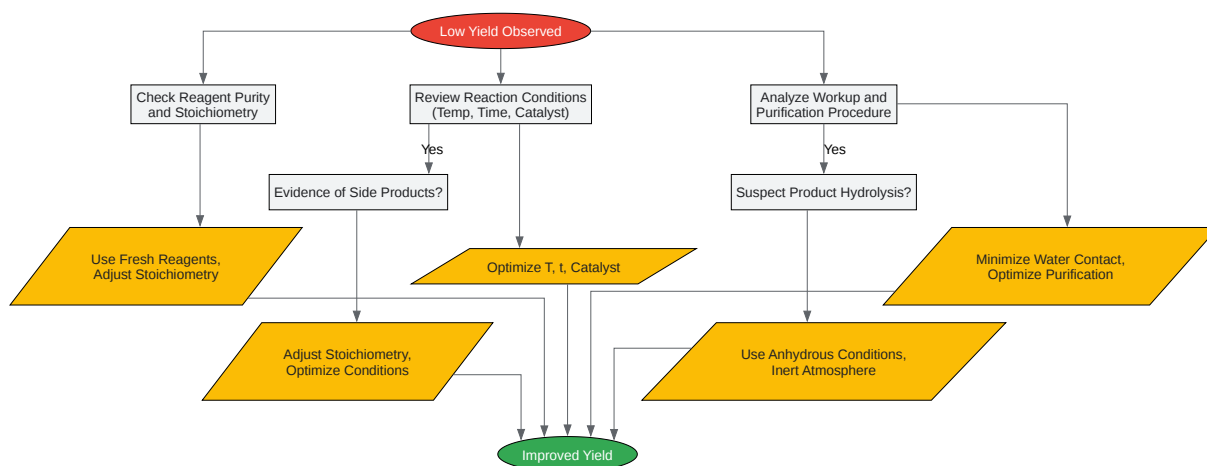 Low Yield Observed
Check Reagent Purity
and Stoichiometry
Review Reaction Conditions
(Temp, Time, Catalyst)
Analyze Workup and
Purification Procedure
Yes
Yes
Evidence of Side Products?
Suspect Product Hydrolysis?
Use Fresh Reagents,
Adjust Stoichiometry
Optimize T, t, Catalyst
Minimize Water Contact,
Optimize Purification
Adjust Stoichiometry,
Optimize Conditions
Use Anhydrous Conditions,
Inert Atmosphere
Improved Yield